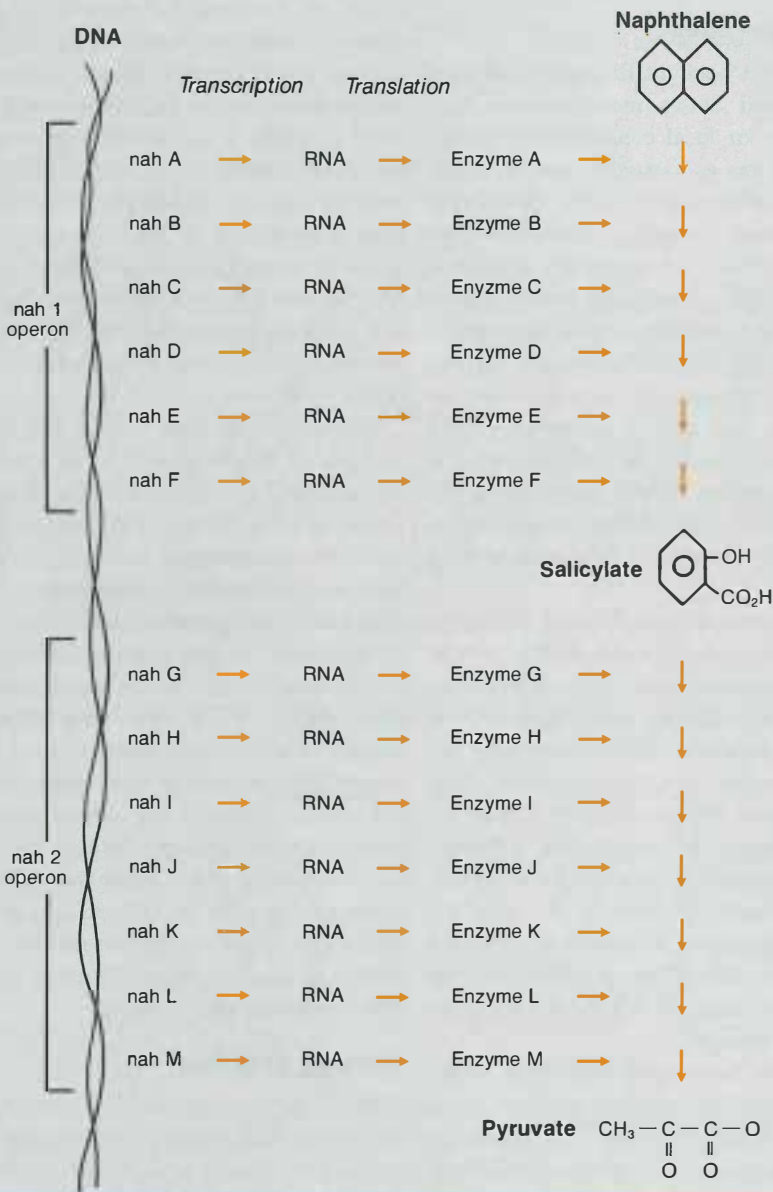 Naphthalene
DNA
Transcription Translation
nah A RNA Enzyme A
nah B RNA Enzyme B
nah C RNA Enyzme C
nah 1
operon
nah D RNA Enzyme D
nah E RNA Enzyme E
nah F RNA Enzyme F
Salicylate OH
CO₂H
nah G RNA Enzyme G
nah H RNA Enzyme H
nah I RNA Enzyme I
nah 2
operon
nah J RNA Enzyme J
nah K RNA Enzyme K
nah L RNA Enzyme L
nah M RNA Enzyme M
Pyruvate CH₃—C—C—O
O O